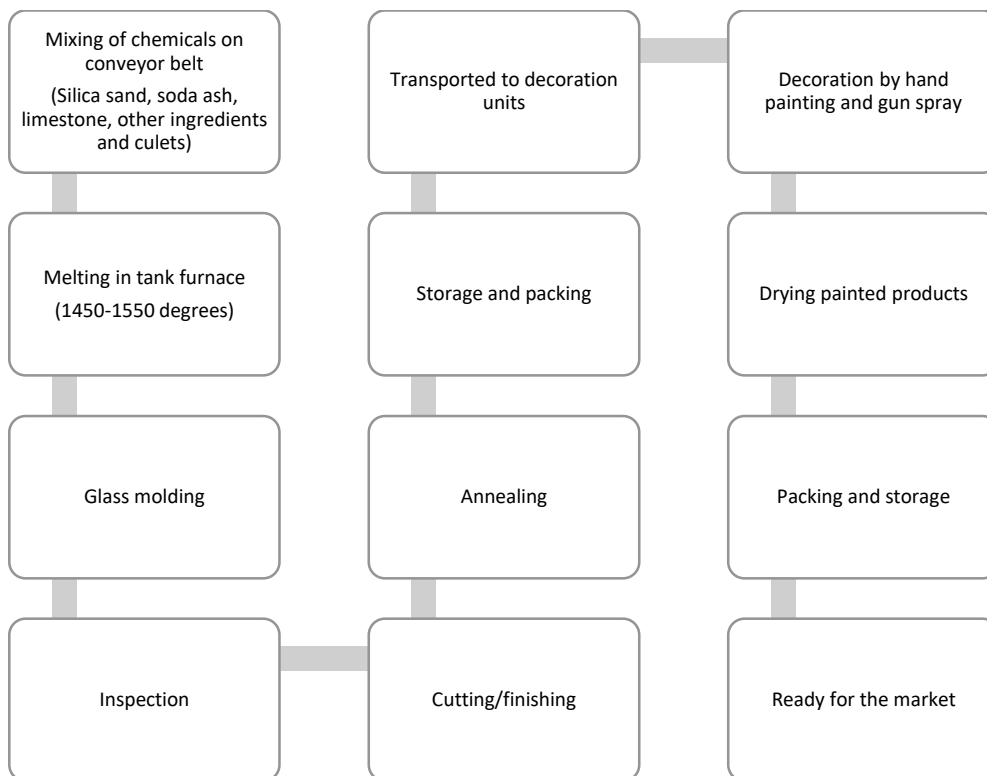 Mixing of chemicals on
conveyor belt
(Silica sand, soda ash,
limestone, other ingredients
and culets)
Melting in tank furnace
(1450-1550 degrees)
Glass molding
Inspection
Cutting/finishing
Annealing
Storage and packing
Transported to decoration
units
Decoration by hand
painting and gun spray
Drying painted products
Packing and storage
Ready for the market